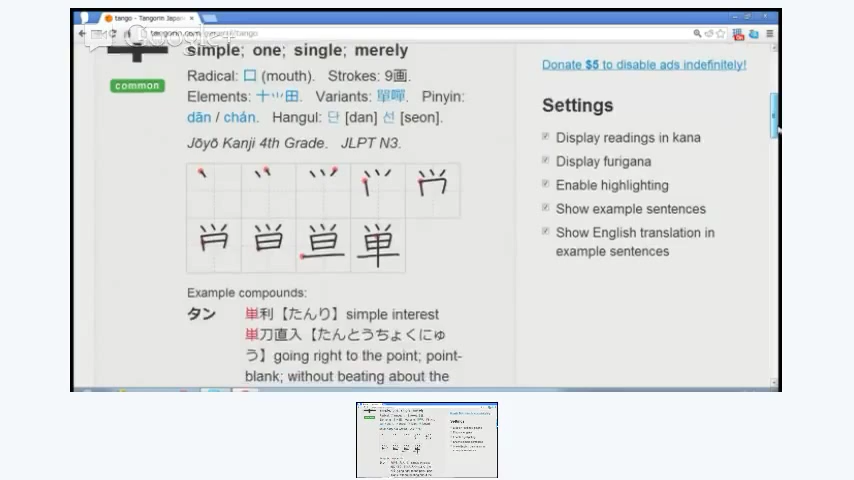 tango - Tangorin Japan
tangorin.com/kanji/tango
Google+
simple; one; single; merely
common
Radical: 口 (mouth). Strokes: 9画.
Elements: 十⺌田. Variants: 單嘽. Pinyin:
dān / chán. Hangul: 단 [dan] 선 [seon].
Jōyō Kanji 4th Grade. JLPT N3.
Example compounds:
タン 単利【たんり】simple interest
単刀直入【たんとうちょくにゅ
う】going right to the point; point-
blank; without beating about the
Donate $5 to disable ads indefinitely!
Settings
Display readings in kana
Display furigana
Enable highlighting
Show example sentences
Show English translation in
example sentences